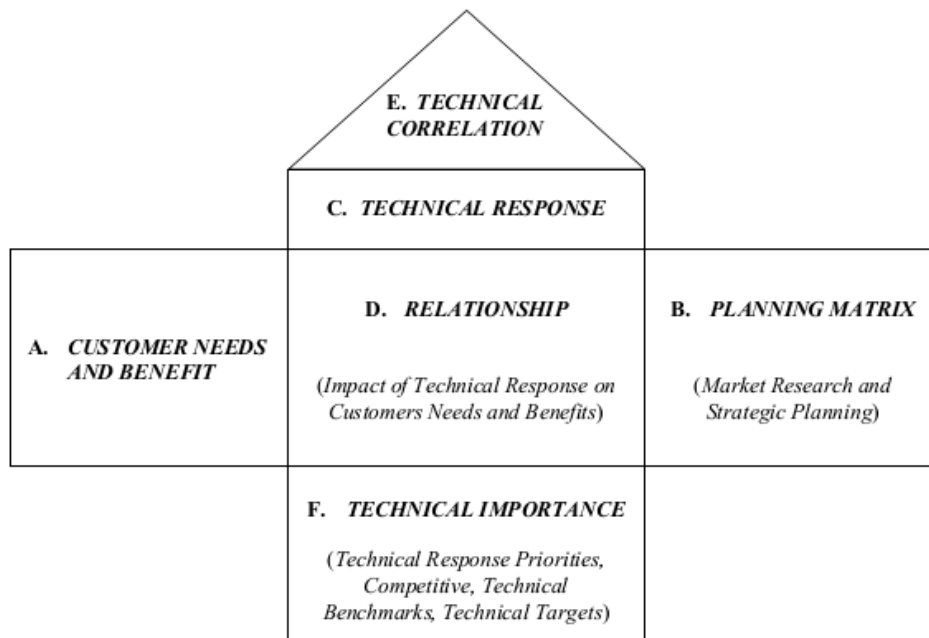 E. TECHNICAL
CORRELATION
C. TECHNICAL RESPONSE
A. CUSTOMER NEEDS
AND BENEFIT
D. RELATIONSHIP
(Impact of Technical Response on
Customers Needs and Benefits)
B. PLANNING MATRIX
(Market Research and
Strategic Planning)
F. TECHNICAL IMPORTANCE
(Technical Response Priorities,
Competitive, Technical
Benchmarks, Technical Targets)